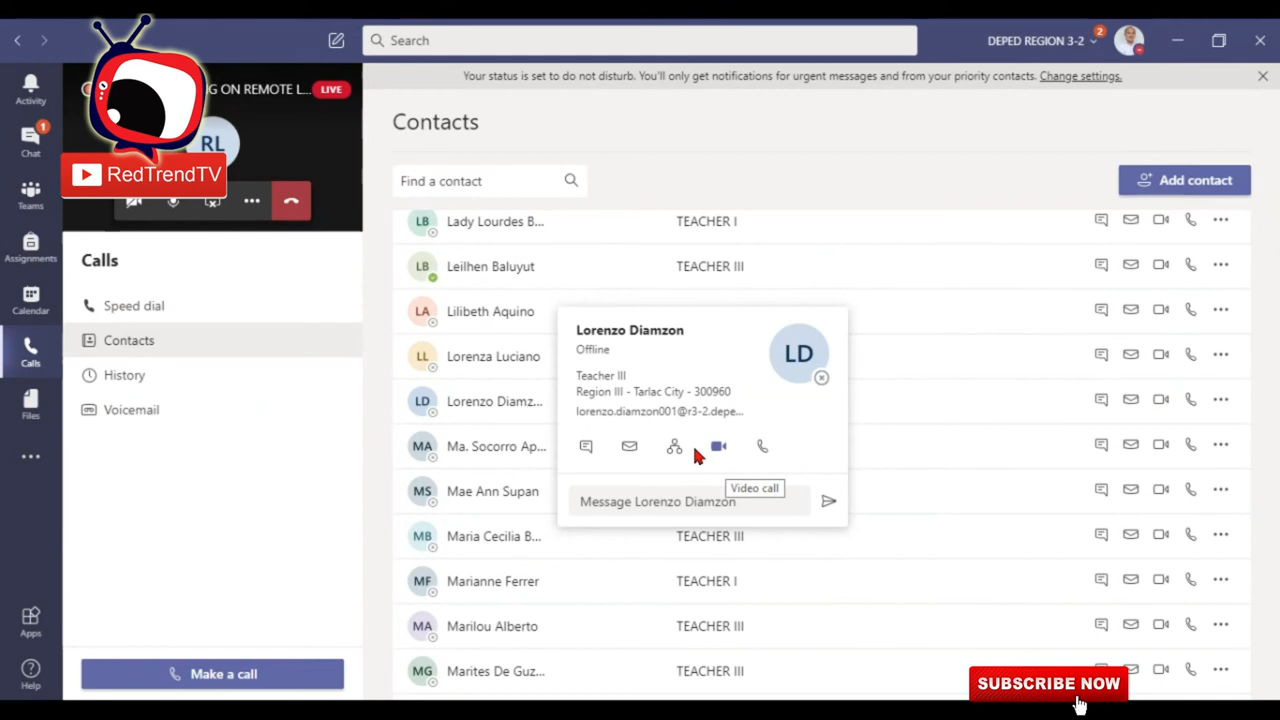 Search
DEPED REGION 3-2
2
Your status is set to do not disturb. You'll only get notifications for urgent messages and from your priority contacts. Change settings.
NG ON REMOTE L...
LIVE
RL
RedTrendTV
Activity
Chat
1
Teams
Assignments
Calendar
Calls
Files
Apps
Help
Calls
Speed dial
Contacts
History
Voicemail
Make a call
Contacts
Find a contact
Add contact
LB Lady Lourdes B... TEACHER I
LB Leilhen Baluyut TEACHER III
LA Lilibeth Aquino
LL Lorenza Luciano
LD Lorenzo Diamz...
MA Ma. Socorro Ap...
MS Mae Ann Supan
MB Maria Cecilia B... TEACHER III
MF Marianne Ferrer TEACHER I
MA Marilou Alberto TEACHER III
MG Marites De Guz... TEACHER III
Lorenzo Diamzon
Offline
LD
Teacher III
Region III - Tarlac City - 300960
lorenzo.diamzon001@r3-2.depe...
Video call
Message Lorenzo Diamzon
SUBSCRIBE NOW